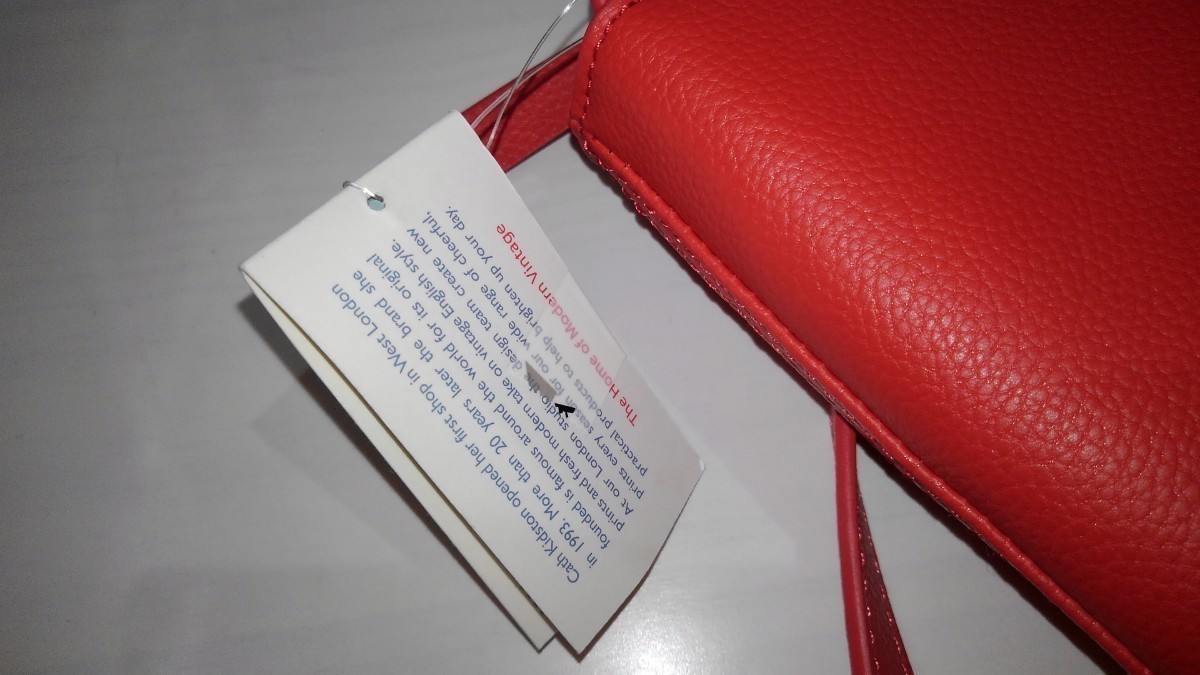 Cath Kidston opened her first shop in West London
in 1993. More than 20 years later the brand she
founded is famous around the world for its original
prints and fresh modern take on vintage English style.
At our London studio the design team create new
prints every season for our wide range of cheerful,
practical products to help brighten up your day.
The Home of Modern Vintage